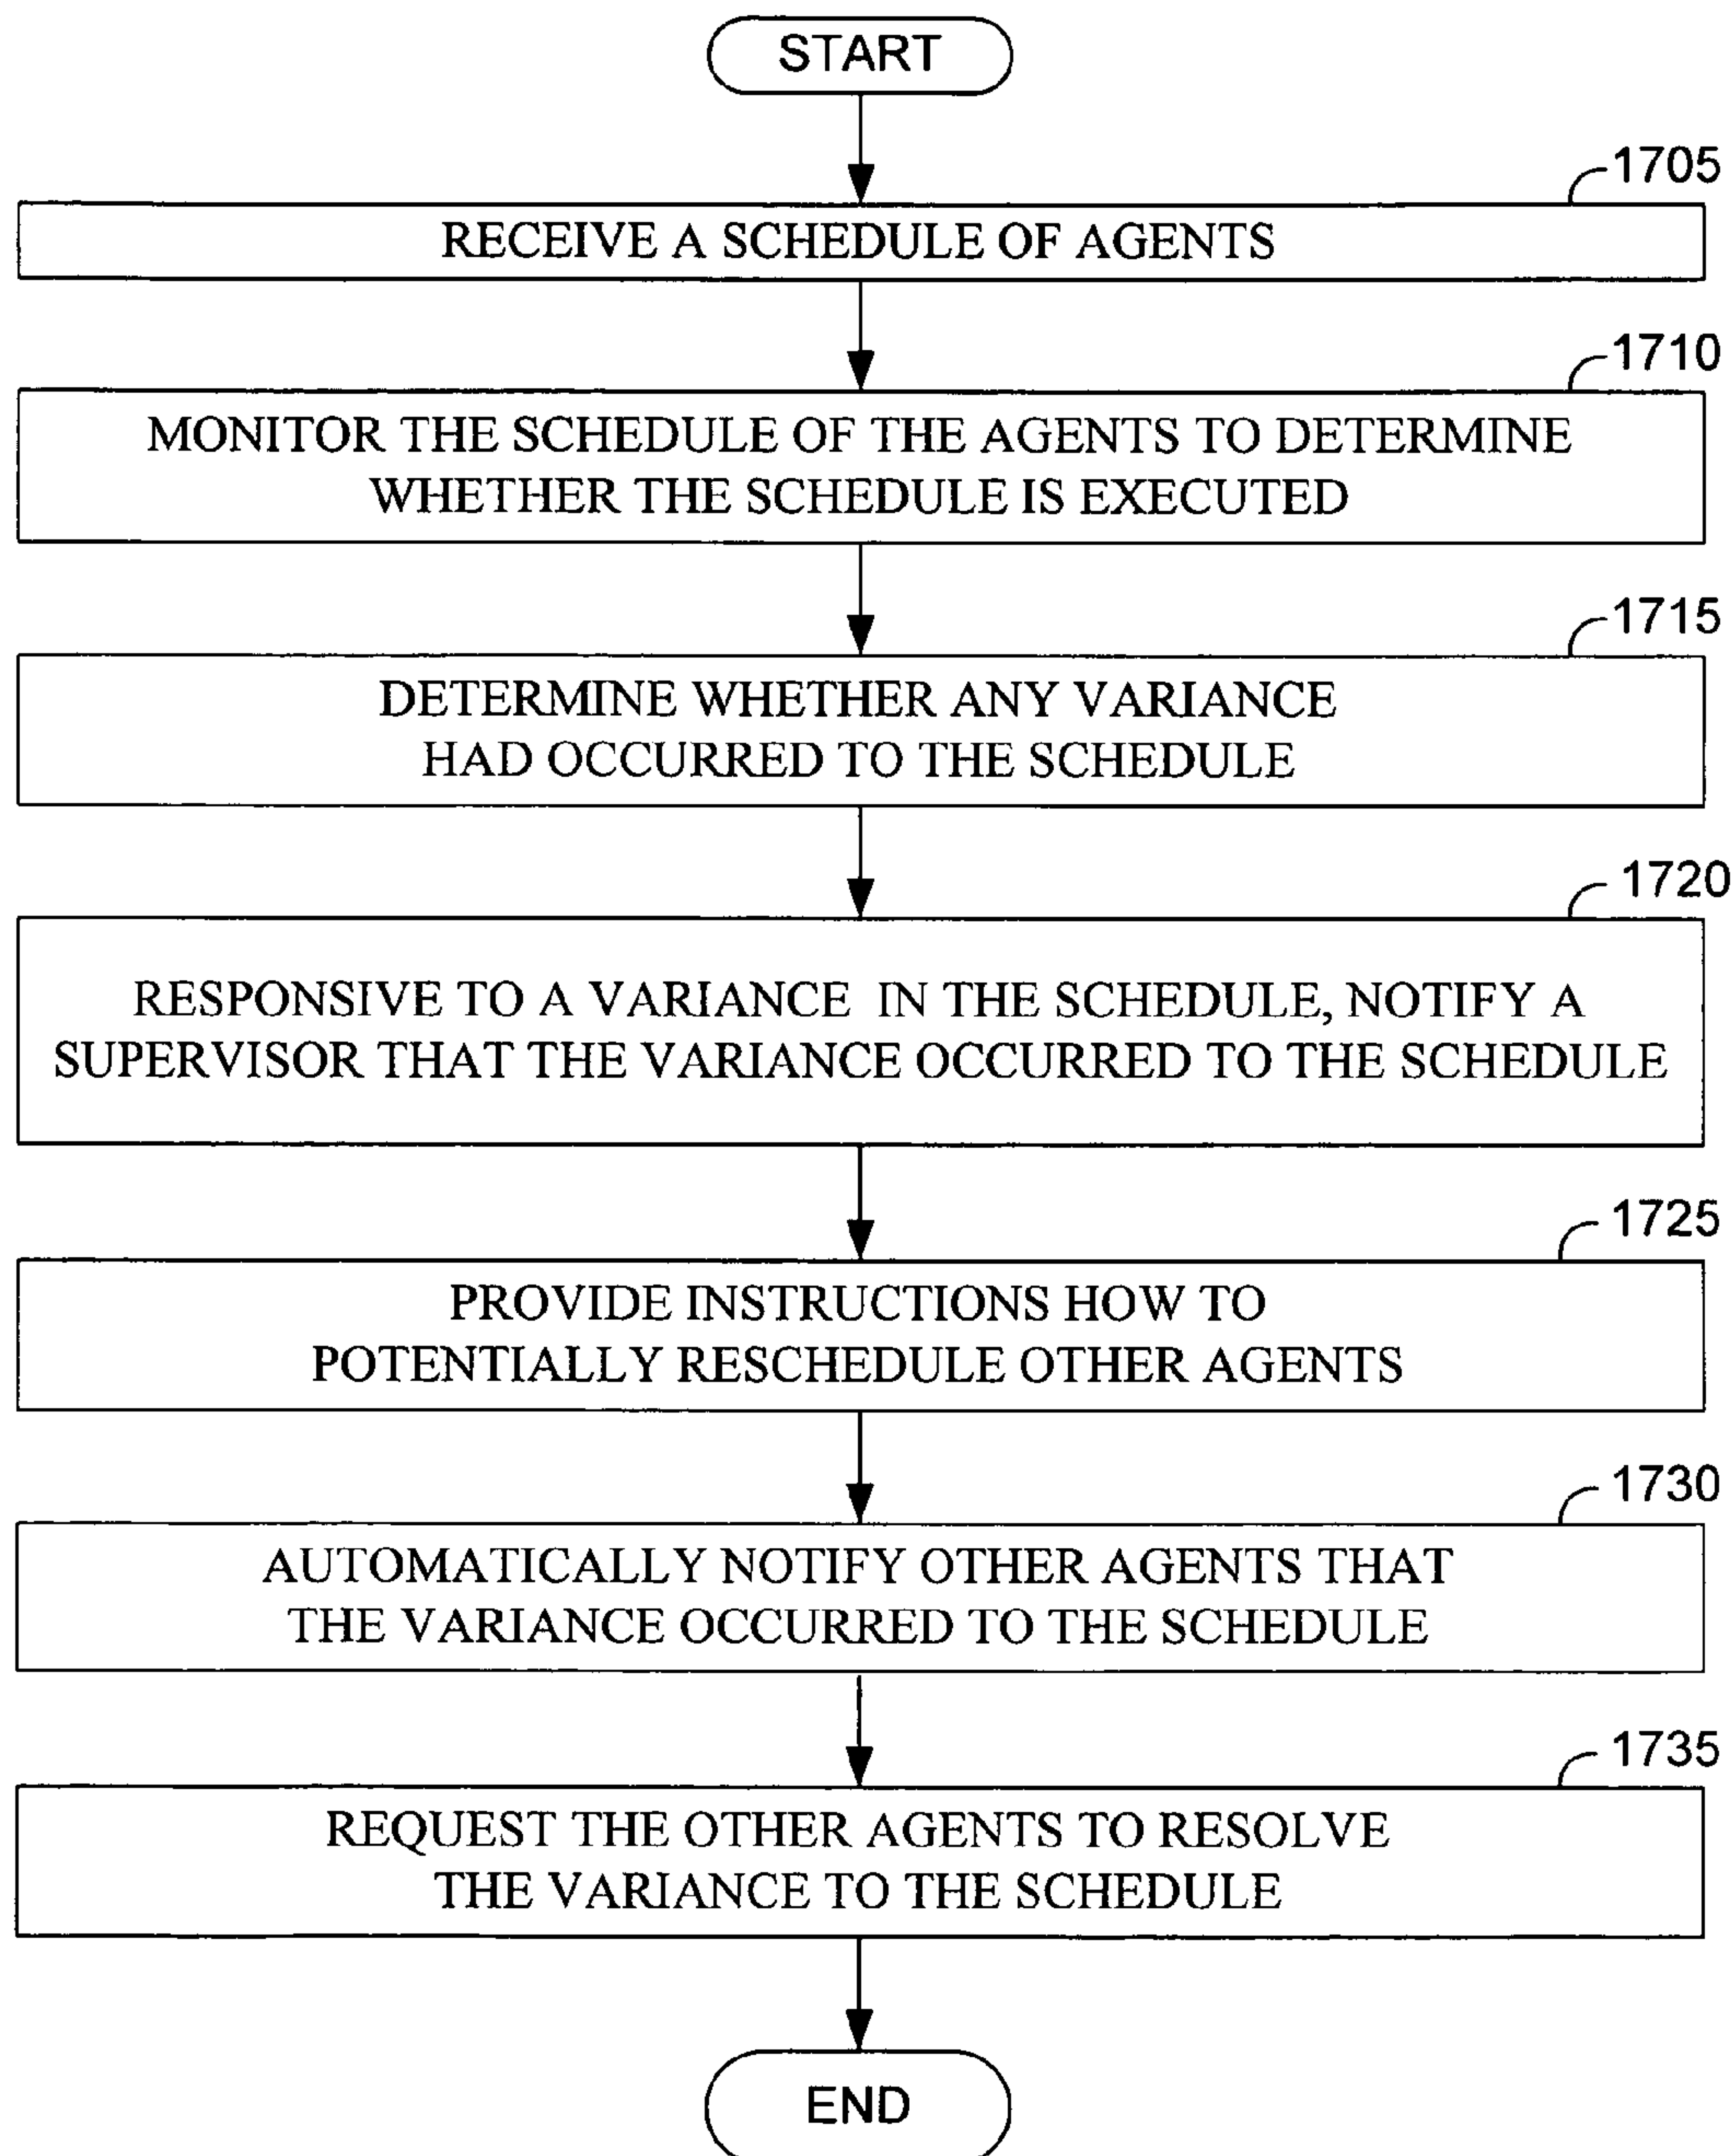 START
1705
RECEIVE A SCHEDULE OF AGENTS
1710
MONITOR THE SCHEDULE OF THE AGENTS TO DETERMINE
WHETHER THE SCHEDULE IS EXECUTED
1715
DETERMINE WHETHER ANY VARIANCE
HAD OCCURRED TO THE SCHEDULE
1720
RESPONSIVE TO A VARIANCE IN THE SCHEDULE, NOTIFY A
SUPERVISOR THAT THE VARIANCE OCCURRED TO THE SCHEDULE
1725
PROVIDE INSTRUCTIONS HOW TO
POTENTIALLY RESCHEDULE OTHER AGENTS
1730
AUTOMATICALLY NOTIFY OTHER AGENTS THAT
THE VARIANCE OCCURRED TO THE SCHEDULE
1735
REQUEST THE OTHER AGENTS TO RESOLVE
THE VARIANCE TO THE SCHEDULE
END